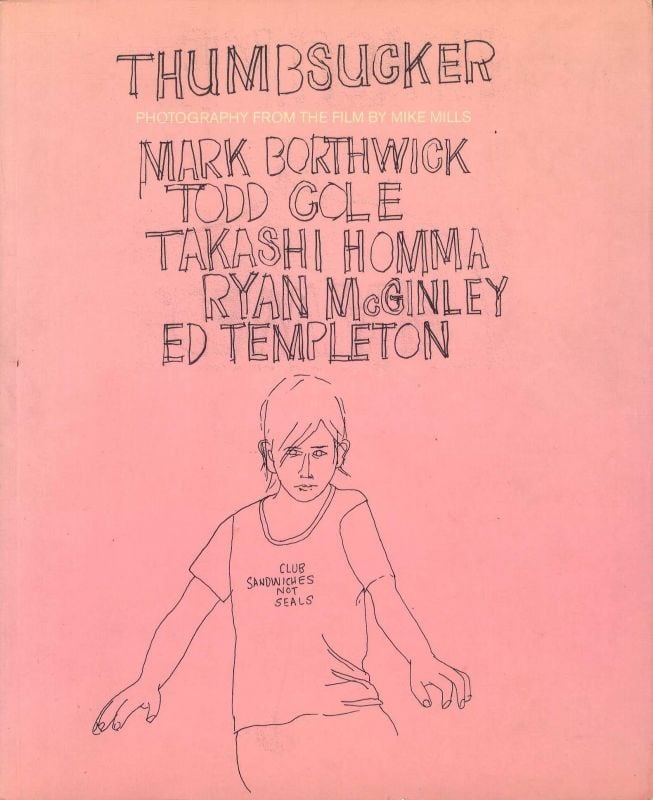 THUMBSUCKER
PHOTOGRAPHY FROM THE FILM BY MIKE MILLS
MARK BORTHWICK
TODD COLE
TAKASHI HOMMA
RYAN McGINLEY
ED TEMPLETON
CLUB
SANDWICHES
NOT
SEALS